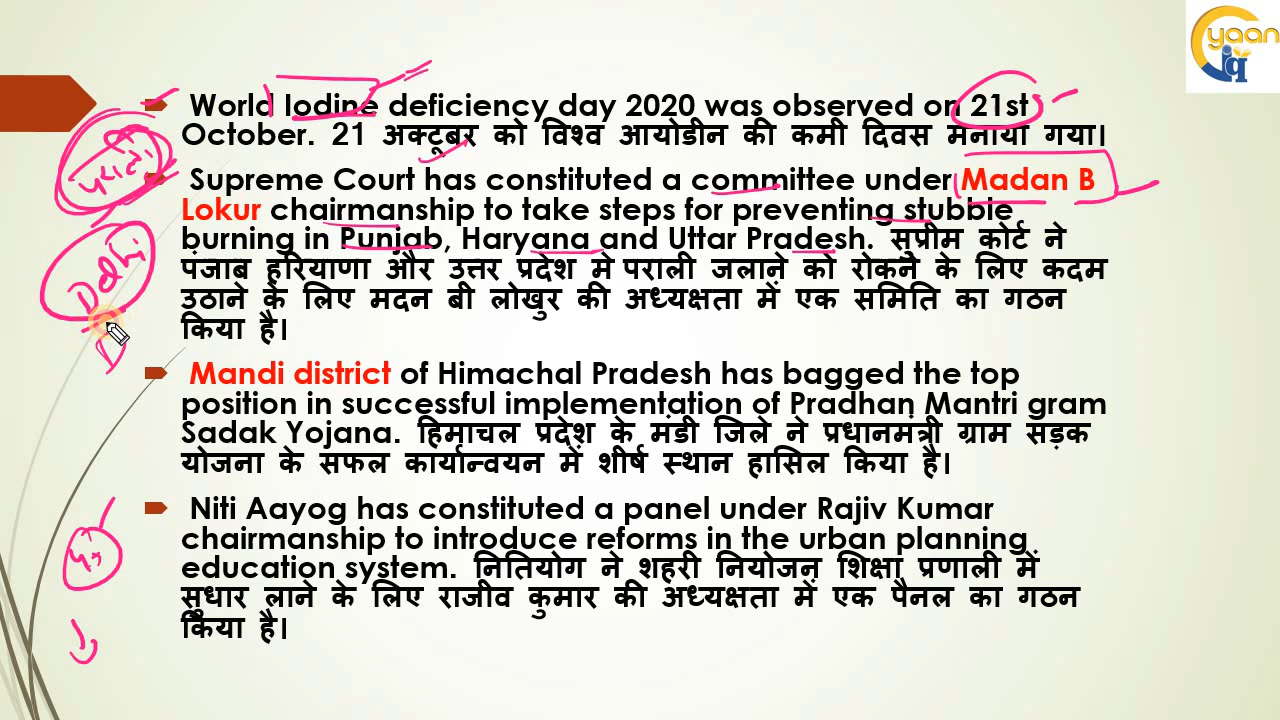 yaan
iq
World Iodine deficiency day 2020 was observed on 21st
October. 21 अक्टूबर को विश्व आयोडीन की कमी दिवस मनाया गया।
Supreme Court has constituted a committee under Madan B
Lokur chairmanship to take steps for preventing stubble
burning in Punjab, Haryana and Uttar Pradesh. सुप्रीम कोर्ट ने
पंजाब हरियाणा और उत्तर प्रदेश में पराली जलाने को रोकने के लिए कदम
उठाने के लिए मदन बी लोखुर की अध्यक्षता में एक समिति का गठन
किया है।
Delhi
Mandi district of Himachal Pradesh has bagged the top
position in successful implementation of Pradhan Mantri gram
Sadak Yojana. हिमाचल प्रदेश के मंडी जिले ने प्रधानमंत्री ग्राम सड़क
योजना के सफल कार्यान्वयन में शीर्ष स्थान हासिल किया है।
Niti Aayog has constituted a panel under Rajiv Kumar
chairmanship to introduce reforms in the urban planning
education system. नितियोग ने शहरी नियोजन शिक्षा प्रणाली में
सुधार लाने के लिए राजीव कुमार की अध्यक्षता में एक पैनल का गठन
किया है।